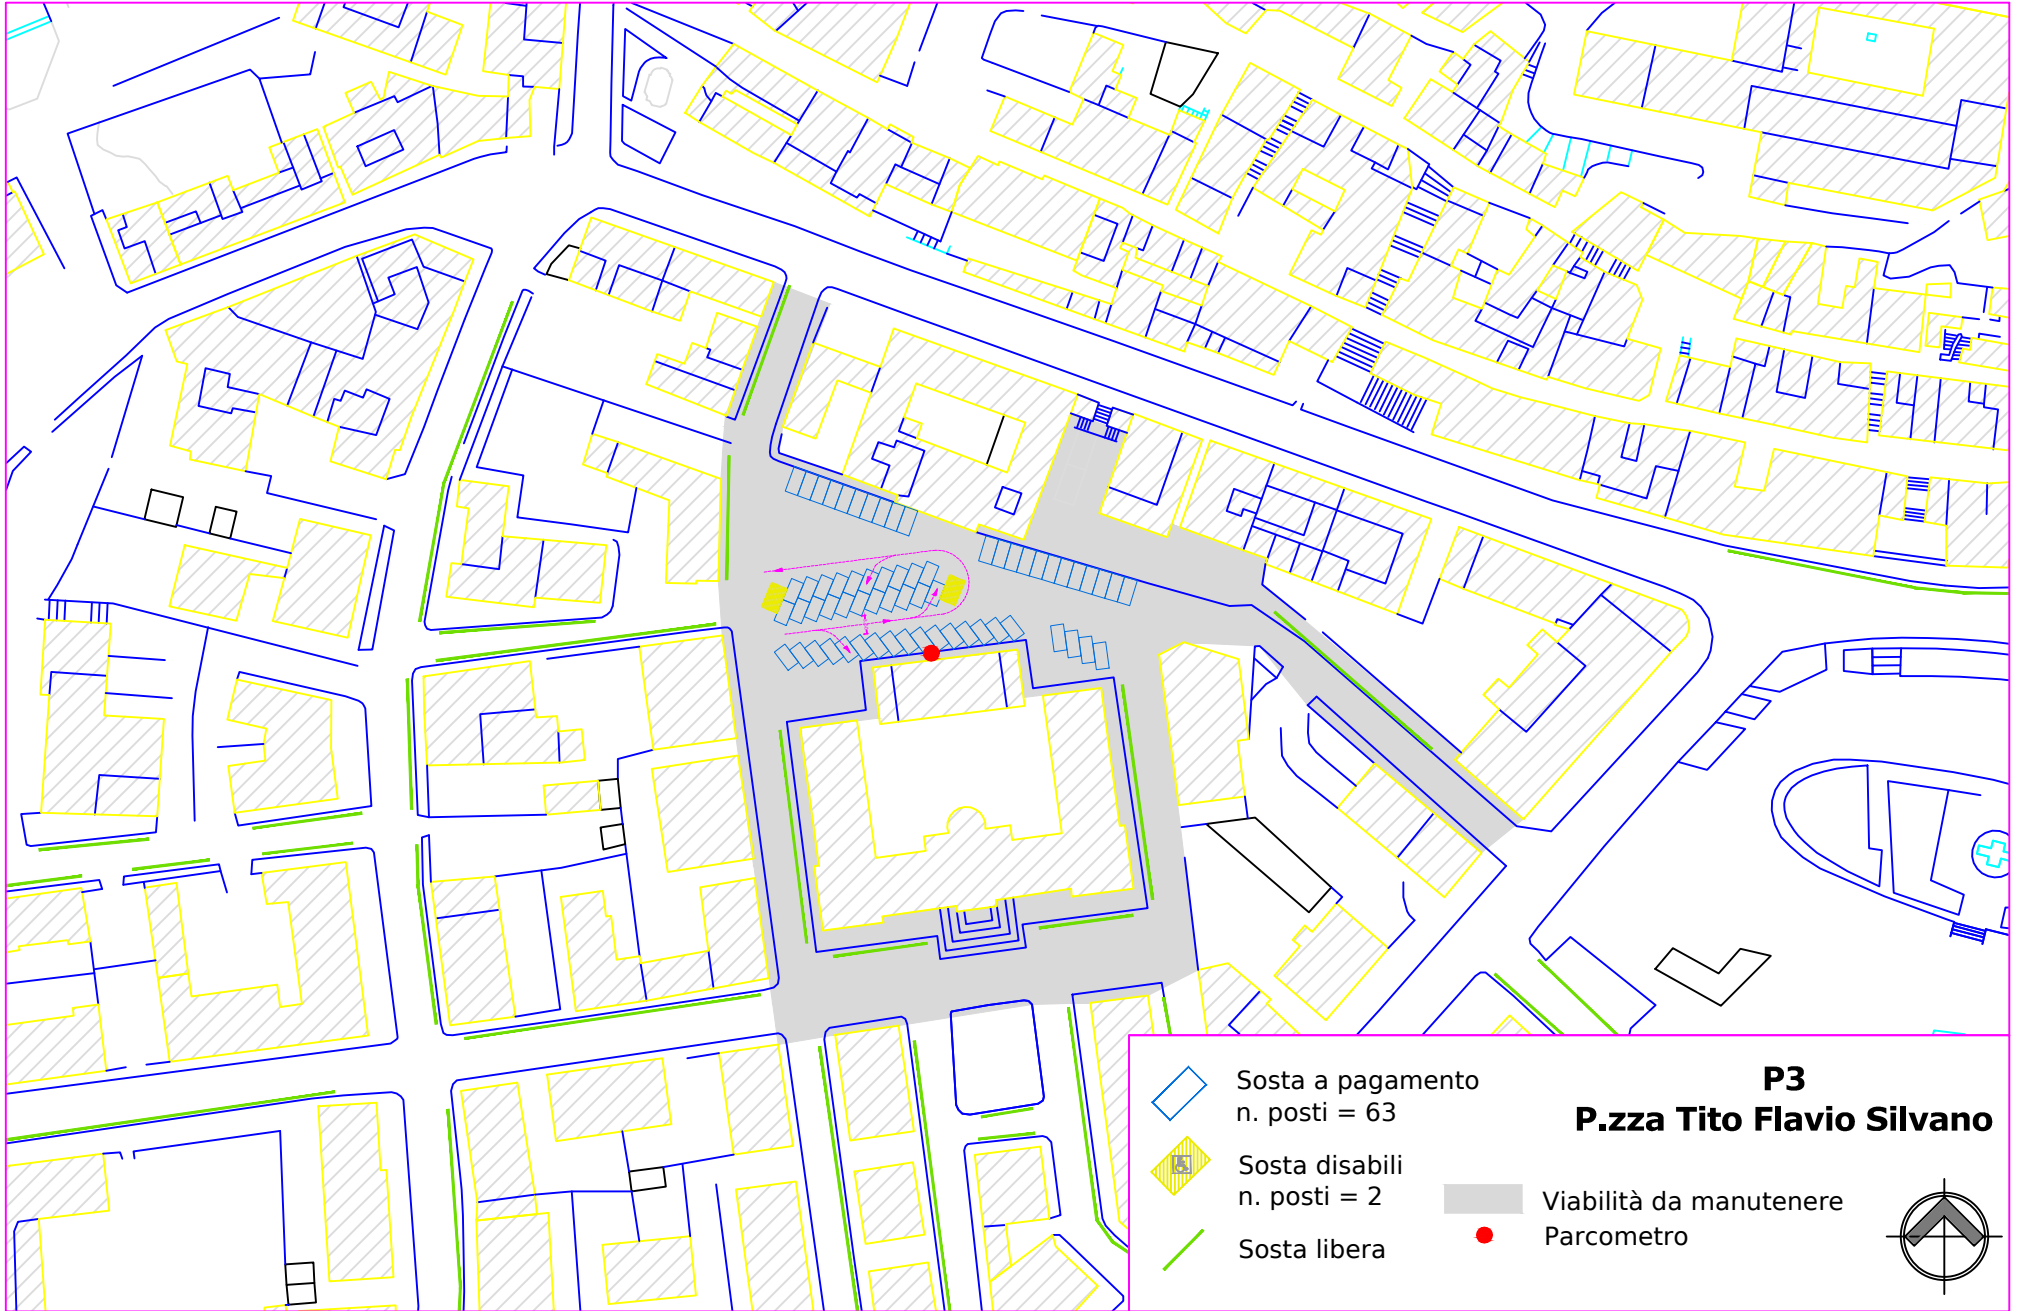 Sosta a pagamento
n. posti = 63
Sosta disabili
n. posti = 2
Sosta libera
P3
P.zza Tito Flavio Silvano
Viabilità da manutenere
Parcometro